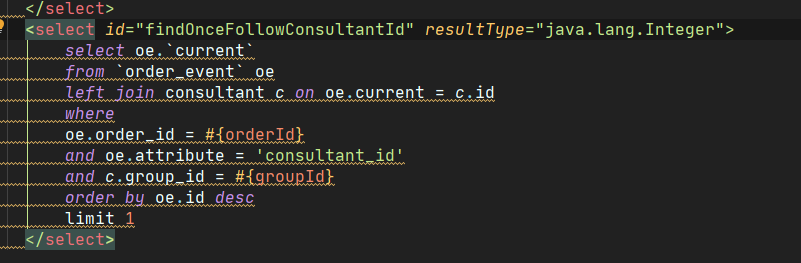 </select>
<select id="findOnceFollowConsultantId" resultType="java.lang.Integer">
select oe.`current`
from `order_event` oe
left join consultant c on oe.current = c.id
where
oe.order_id = #{orderId}
and oe.attribute = 'consultant_id'
and c.group_id = #{groupId}
order by oe.id desc
limit 1
</select>